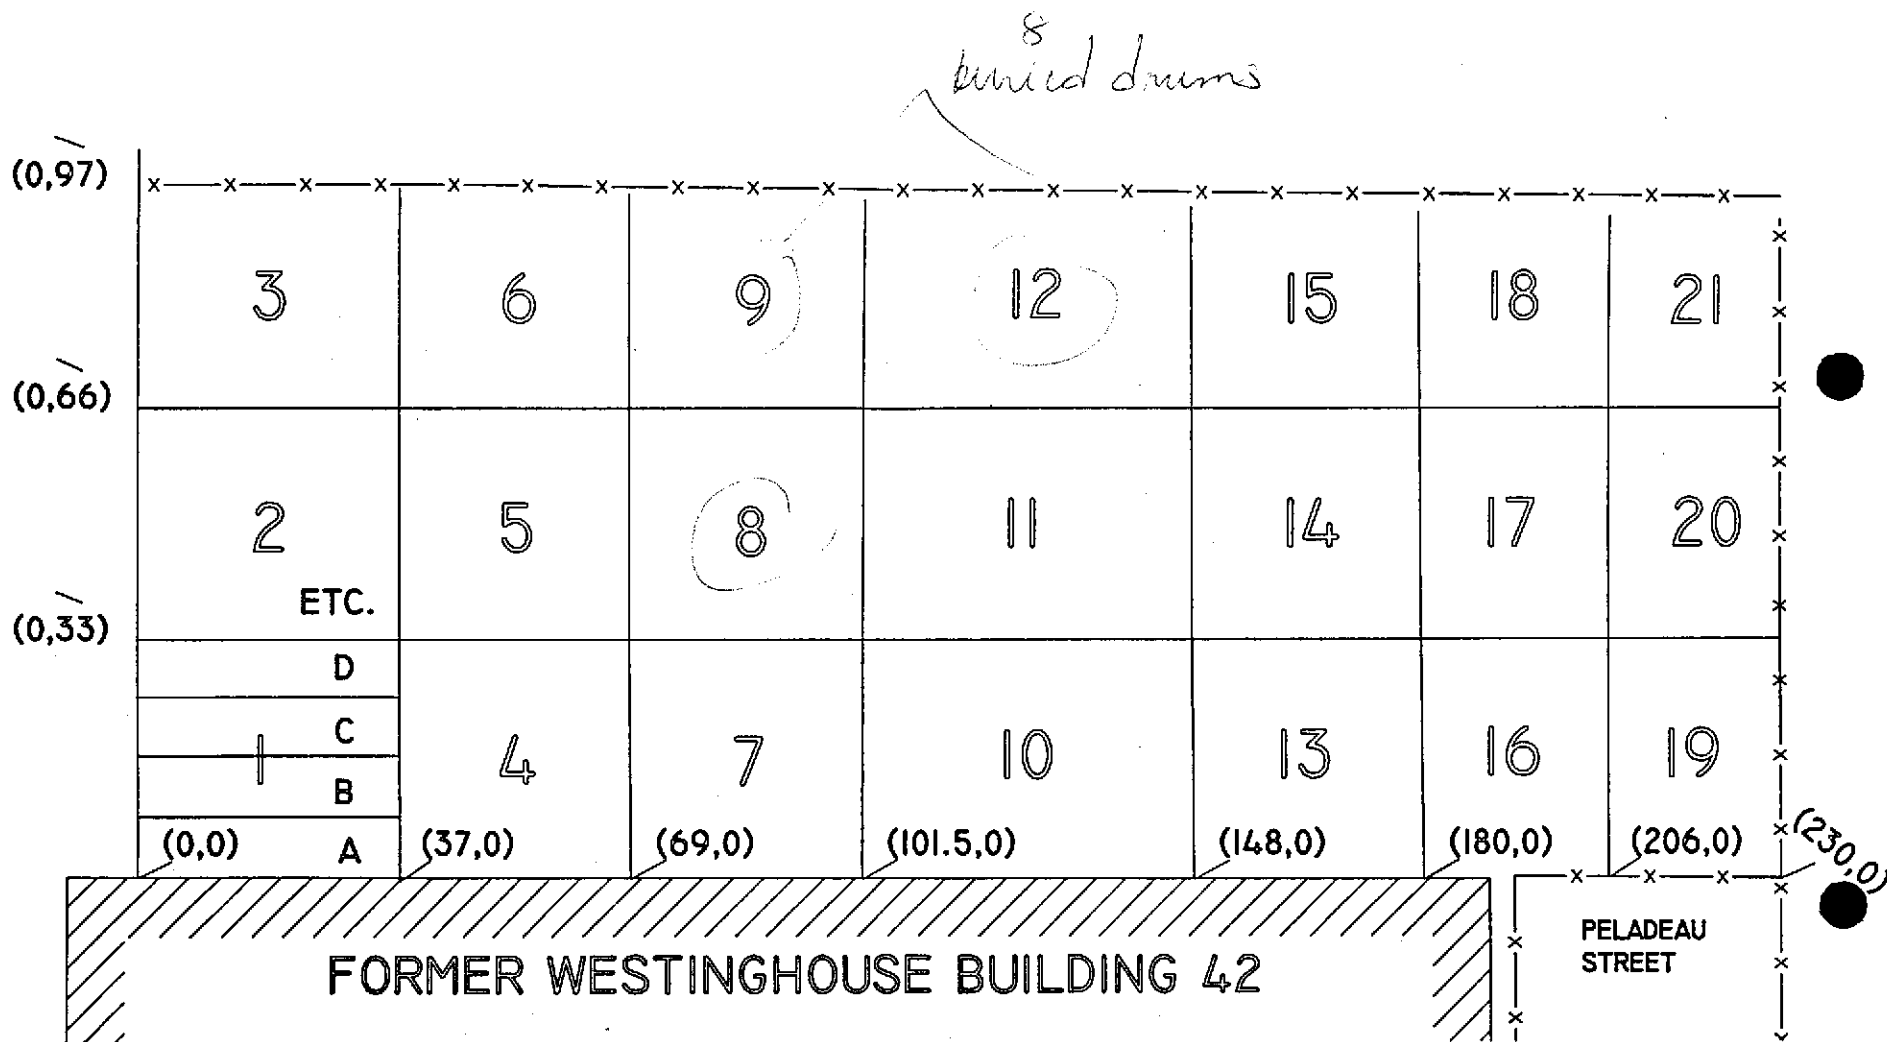 8
buried drums
(0,97)
3 6 9 12 15 18 21
(0,66)
2 5 8 11 14 17 20
ETC.
(0,33)
D
C
1 4 7 10 13 16 19
B
A
(0,0) (37,0) (69,0) (101.5,0) (148,0) (180,0) (206,0) (230,0)
PELADEAU
STREET
FORMER WESTINGHOUSE BUILDING 42